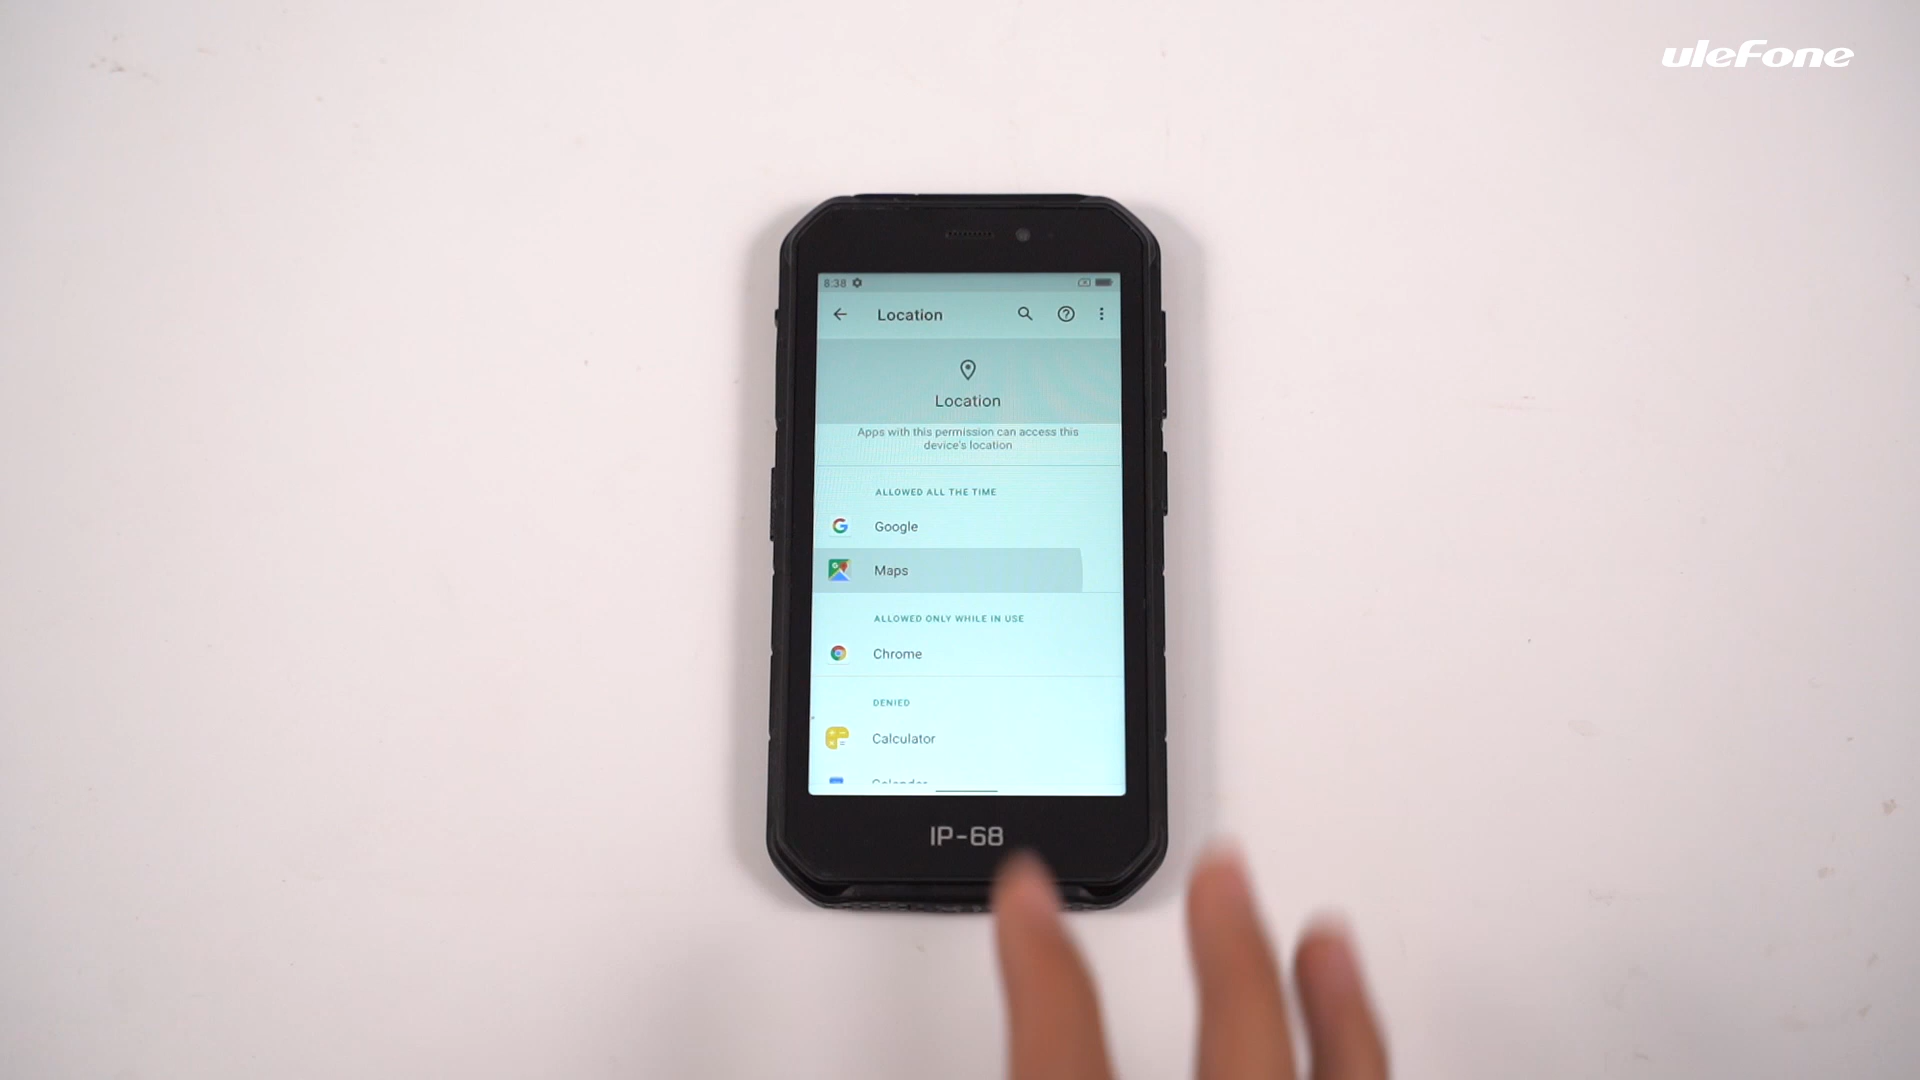 uleFone
8:38
Location
Location
Apps with this permission can access this
device's location
ALLOWED ALL THE TIME
Google
Maps
ALLOWED ONLY WHILE IN USE
Chrome
DENIED
Calculator
Calendar
IP-68